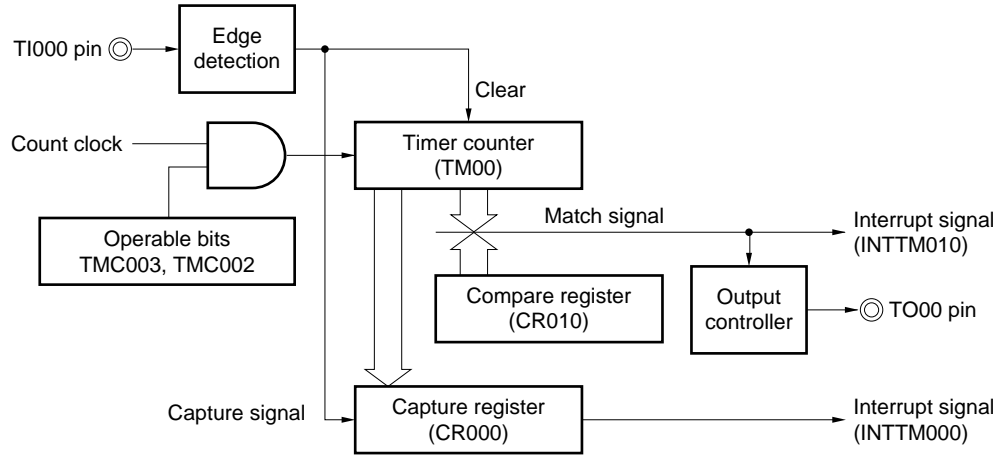 TI000 pin
Edge
detection
Clear
Count clock
Timer counter
(TM00)
Operable bits
TMC003, TMC002
Match signal
Interrupt signal
(INTTM010)
Compare register
(CR010)
Output
controller
TO00 pin
Capture signal
Capture register
(CR000)
Interrupt signal
(INTTM000)